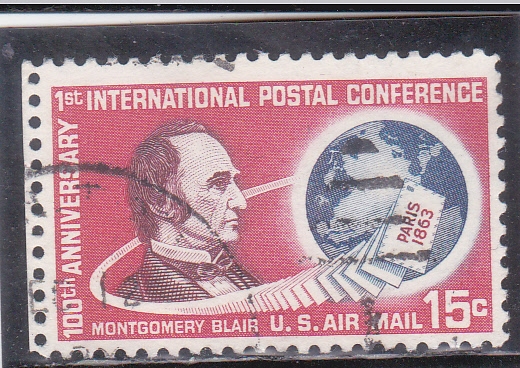 1st INTERNATIONAL POSTAL CONFERENCE
100th ANNIVERSARY
PARIS
1863
MONTGOMERY BLAIR U.S. AIR MAIL 15c